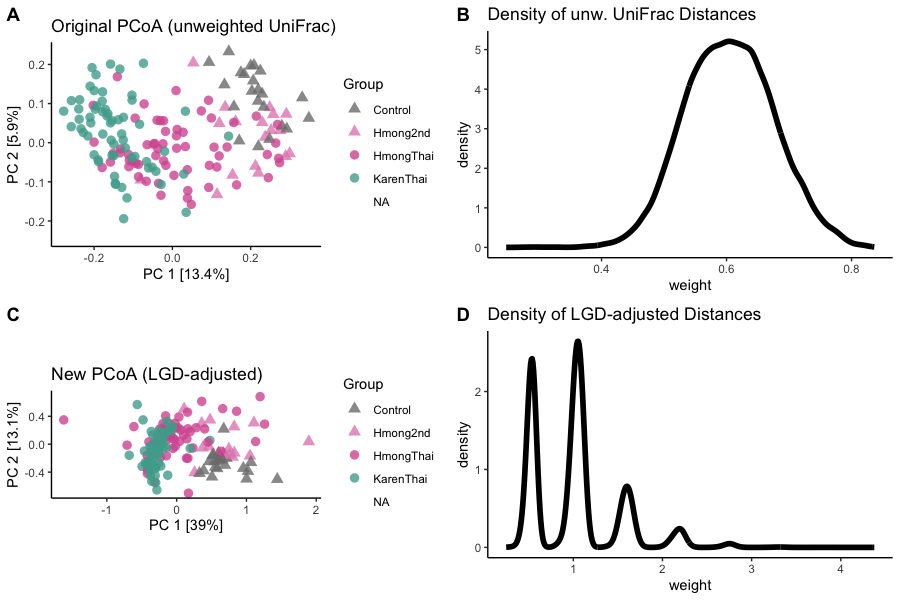 A
Original PCoA (unweighted UniFrac)
0.2
0.1
0.0
-0.1
-0.2
PC 2 [5.9%]
-0.2
0.0
0.2
PC 1 [13.4%]
Group
Control
Hmong2nd
HmongThai
KarenThai
NA
B
Density of unw. UniFrac Distances
5
4
3
2
1
0
density
0.4
0.6
0.8
weight
C
New PCoA (LGD-adjusted)
0.4
0.0
-0.4
PC 2 [13.1%]
-1
0
1
2
PC 1 [39%]
Group
Control
Hmong2nd
HmongThai
KarenThai
NA
D
Density of LGD-adjusted Distances
2
1
0
density
1
2
3
4
weight